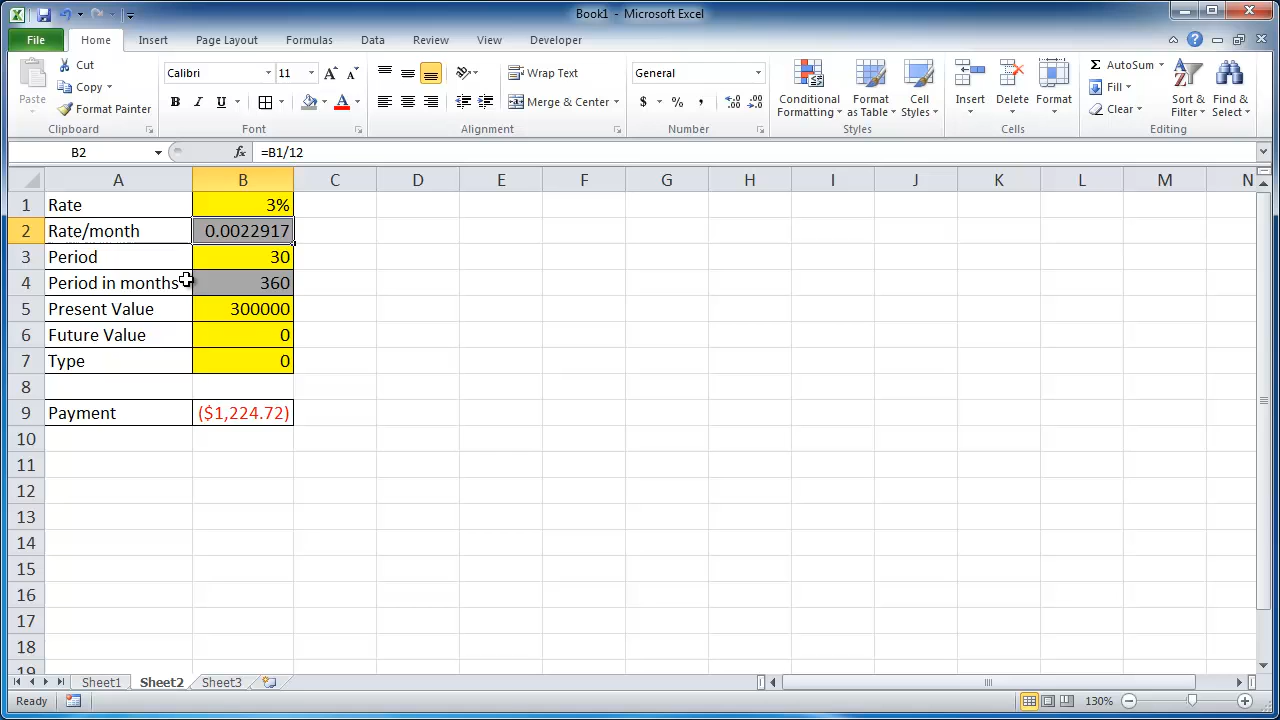 Book1 - Microsoft Excel
File Home Insert Page Layout Formulas Data Review View Developer
Paste
Cut
Copy
Format Painter
Clipboard
Calibri 11
B I U A
Font
Wrap Text
Merge & Center
Alignment
General
$ % ,
Number
Conditional Formatting
Format as Table
Cell Styles
Styles
Insert Delete Format
Cells
Σ AutoSum
Fill
Clear
Sort & Filter
Find & Select
Editing
B2 fx =B1/12
A B C D E F G H I J K L M N
1 Rate 3%
2 Rate/month 0.0022917
3 Period 30
4 Period in months 360
5 Present Value 300000
6 Future Value 0
7 Type 0
8
9 Payment ($1,224.72)
10
11
12
13
14
15
16
17
18
19
Sheet1 Sheet2 Sheet3
Ready 130%